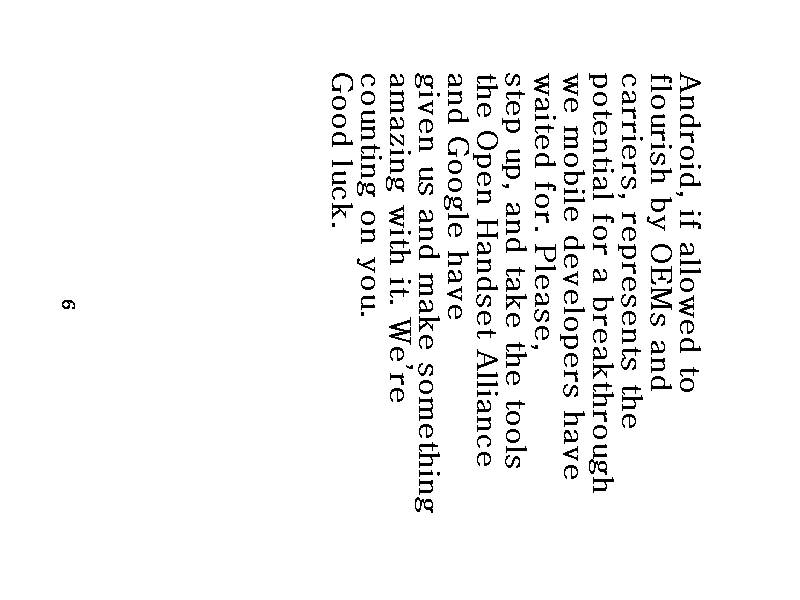 Android, if allowed to
flourish by OEMs and
carriers, represents the
potential for a breakthrough
we mobile developers have
waited for. Please,
step up, and take the tools
the Open Handset Alliance
and Google have
given us and make something
amazing with it. We're
counting on you.
Good luck.
6